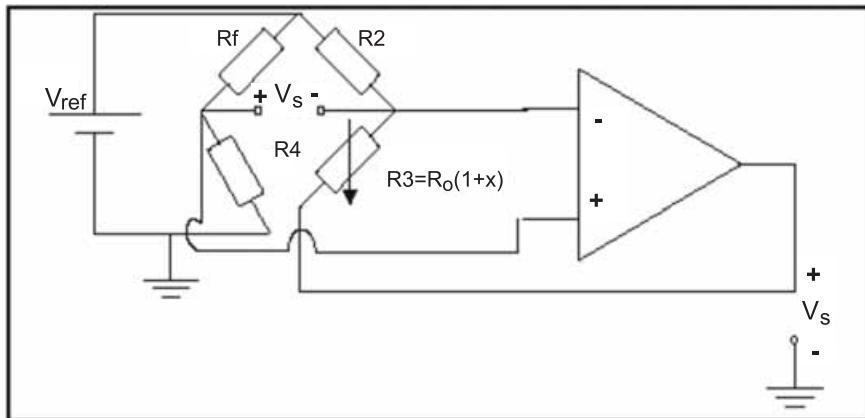 Rf
R2
Vref
+ Vs -
R4
R3=Ro(1+x)
-
+
+
Vs
-